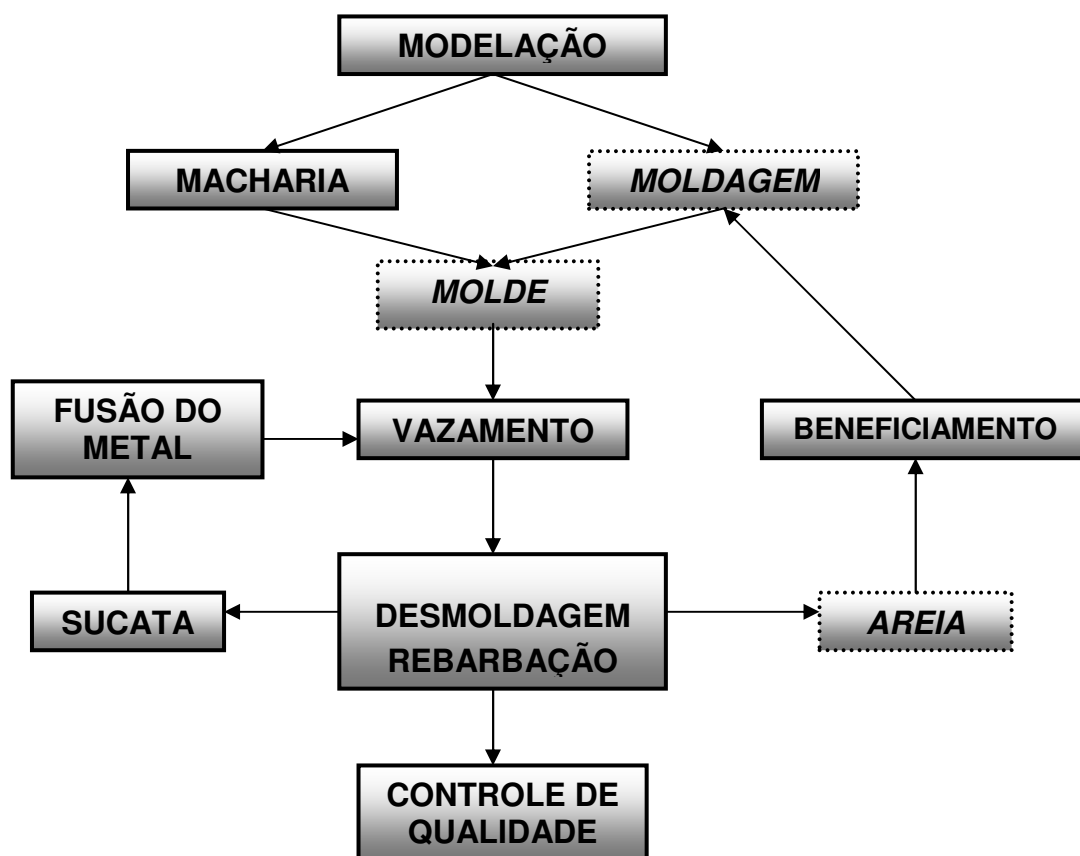 MODELAÇÃO
MACHARIA
MOLDAGEM
MOLDE
FUSÃO DO
METAL
VAZAMENTO
BENEFICIAMENTO
SUCATA
DESMOLDAGEM
REBARBAÇÃO
AREIA
CONTROLE DE
QUALIDADE